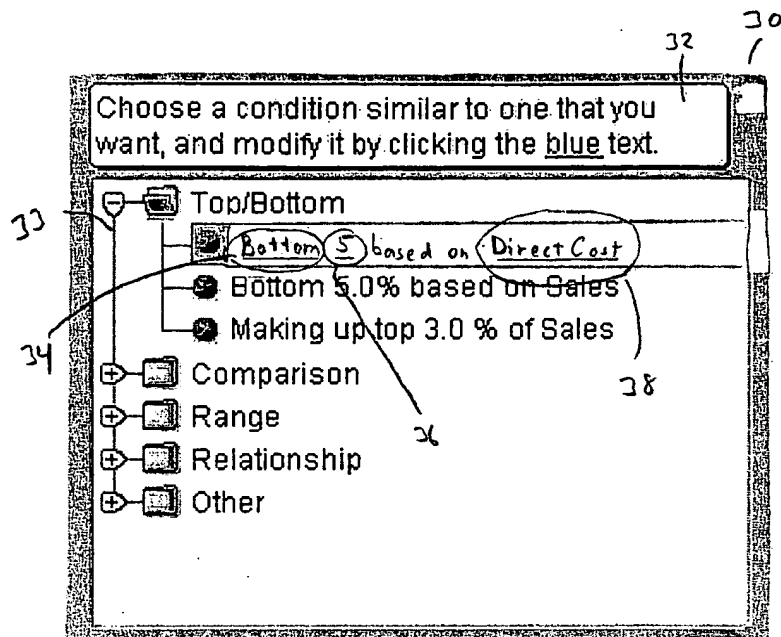 30
32
Choose a condition similar to one that you
want, and modify it by clicking the blue text.
33
Top/Bottom
Bottom 5 based on Direct Cost
Bottom 5.0% based on Sales
Making up top 3.0 % of Sales
34
Comparison
38
36
Range
Relationship
Other